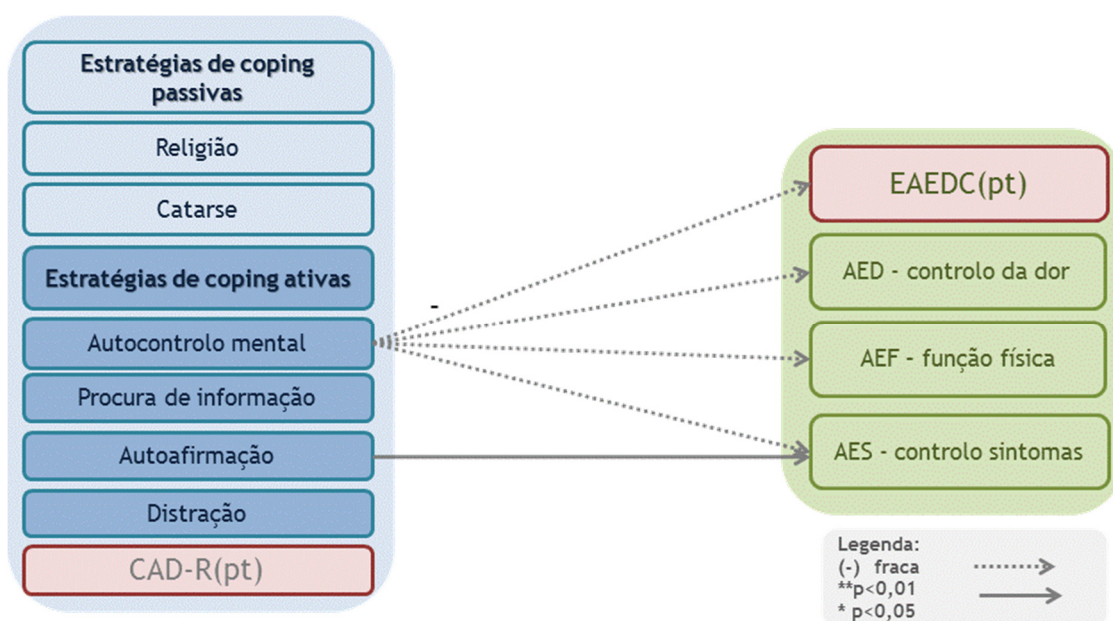 Estratégias de coping
passivas
Religião
Catarse
Estratégias de coping ativas
Autocontrolo mental
Procura de informação
Autoafirmação
Distração
CAD-R(pt)
-
EAEDC(pt)
AED - controlo da dor
AEF – função física
AES - controlo sintomas
Legenda:
(-) fraca
**p<0,01
* p<0,05